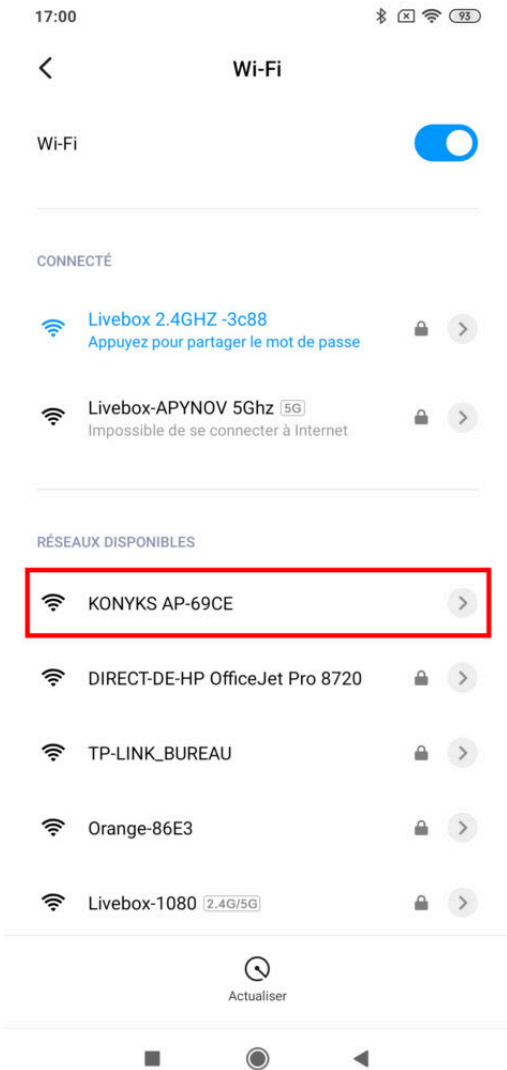 17:00
93
Wi-Fi
Wi-Fi
CONNECTÉ
Livebox 2.4GHZ -3c88
Appuyez pour partager le mot de passe
Livebox-APYNOV 5Ghz 5G
Impossible de se connecter à Internet
RÉSEAUX DISPONIBLES
KONYKS AP-69CE
DIRECT-DE-HP OfficeJet Pro 8720
TP-LINK_BUREAU
Orange-86E3
Livebox-1080 2.4G/5G
Actualiser